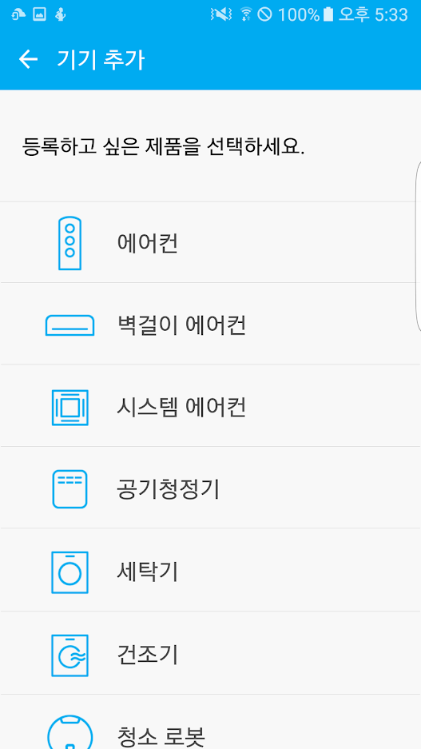 100% 오후 5:33
기기 추가
등록하고 싶은 제품을 선택하세요.
에어컨
벽걸이 에어컨
시스템 에어컨
공기청정기
세탁기
건조기
청소 로봇